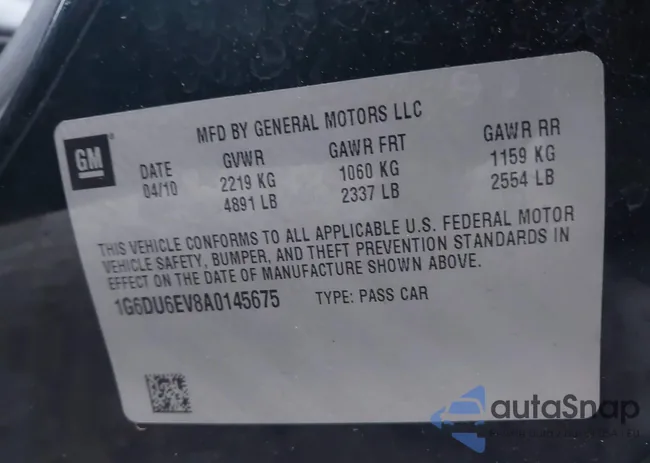 MFD BY GENERAL MOTORS LLC
GM
DATE GVWR GAWR FRT GAWR RR
04/10 2219 KG 1060 KG 1159 KG
4891 LB 2337 LB 2554 LB
THIS VEHICLE CONFORMS TO ALL APPLICABLE U.S. FEDERAL MOTOR
VEHICLE SAFETY, BUMPER, AND THEFT PREVENTION STANDARDS IN
EFFECT ON THE DATE OF MANUFACTURE SHOWN ABOVE.
1G6DU6EV8A0145675 TYPE: PASS CAR
autaSnap